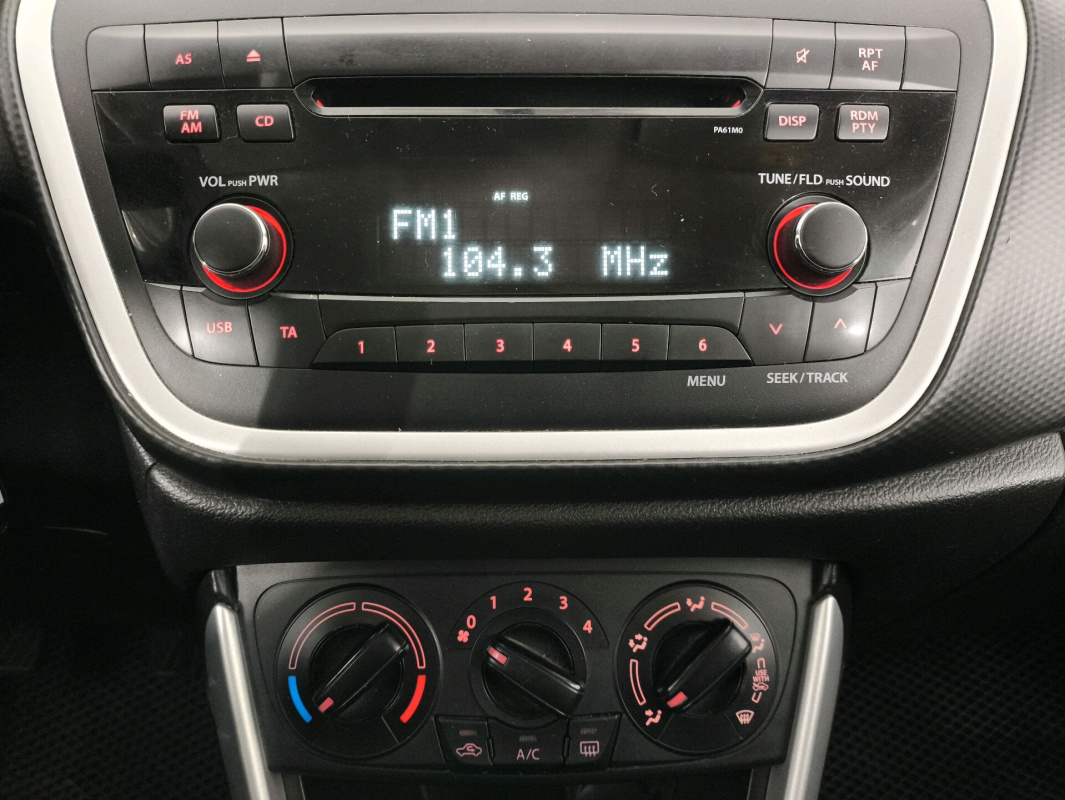 AS
RPT
AF
FM
AM
CD
DISP
RDM
PTY
PA61M0
VOL PUSH PWR
TUNE/FLD PUSH SOUND
AF REG
FM1
104.3 MHz
USB
TA
1 2 3 4 5 6
MENU
SEEK/TRACK
0 1 2 3 4
USE
WITH
A/C